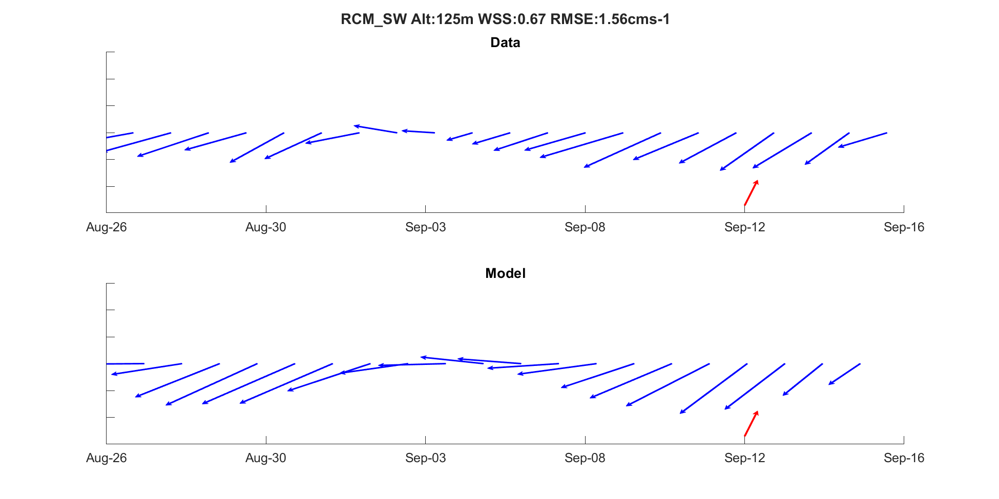 RCM_SW Alt:125m WSS:0.67 RMSE:1.56cms-1
Data
Aug-26 Aug-30 Sep-03 Sep-08 Sep-12 Sep-16
Model
Aug-26 Aug-30 Sep-03 Sep-08 Sep-12 Sep-16